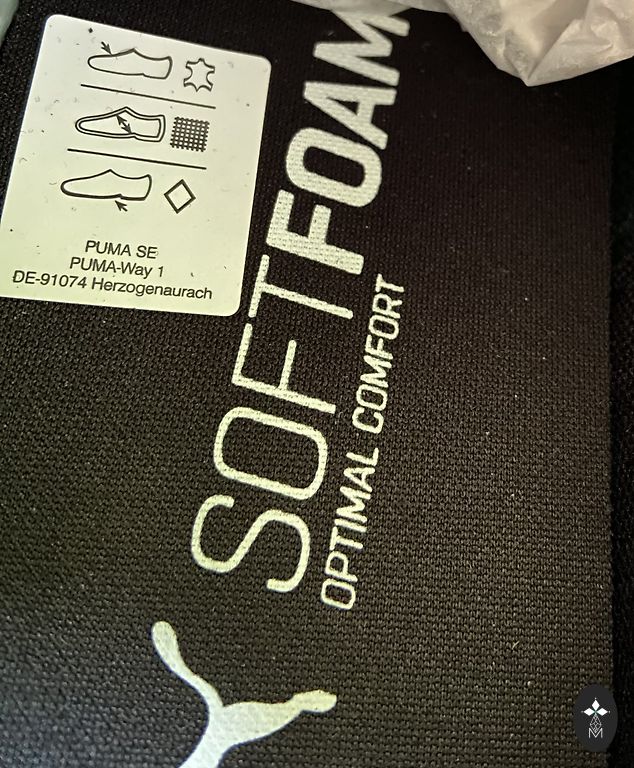 PUMA SE
PUMA-Way 1
DE-91074 Herzogenaurach
SOFTFOAM
OPTIMAL COMFORT
M